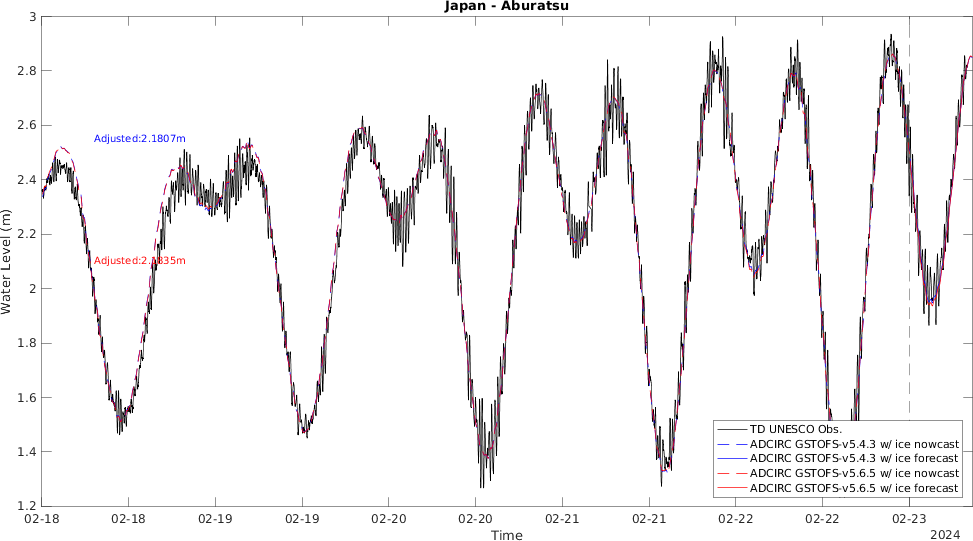 Japan - Aburatsu
3
2.8
2.6
2.4
2.2
2
1.8
1.6
1.4
1.2
Water Level (m)
Adjusted:2.1807m
Adjusted:2.1835m
TD UNESCO Obs.
ADCIRC GSTOFS-v5.4.3 w/ ice nowcast
ADCIRC GSTOFS-v5.4.3 w/ ice forecast
ADCIRC GSTOFS-v5.6.5 w/ ice nowcast
ADCIRC GSTOFS-v5.6.5 w/ ice forecast
02-18 02-18 02-19 02-19 02-20 02-20 02-21 02-21 02-22 02-22 02-23
Time
2024